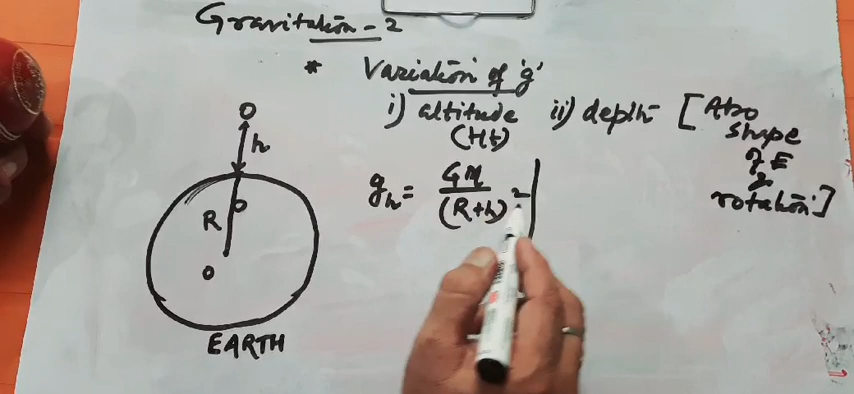 Gravitation - 2
* Variation of 'g'
i) altitude ii) depth [Also
(Ht) shape
of E
&
rotation]
h
gh = GM
(R+h)²
R
O
EARTH